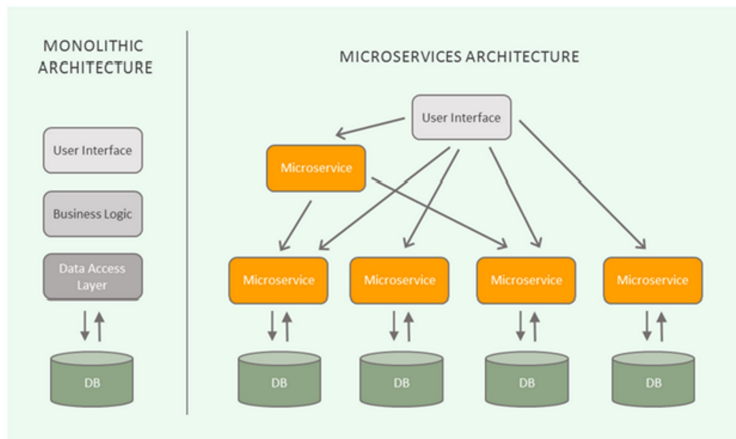 MONOLITHIC
ARCHITECTURE
User Interface
Business Logic
Data Access
Layer
DB
MICROSERVICES ARCHITECTURE
User Interface
Microservice
Microservice
Microservice
Microservice
Microservice
DB
DB
DB
DB